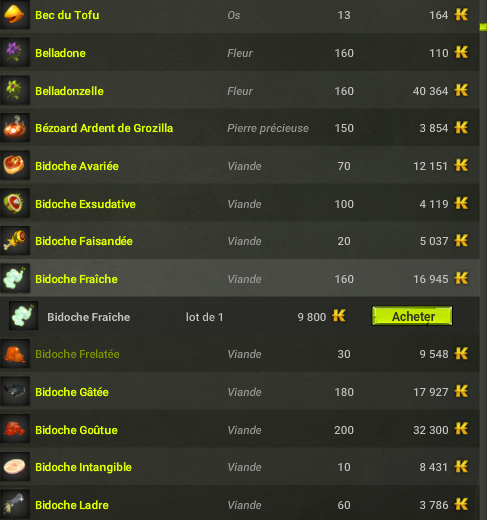 Bec du Tofu Os 13 164
Belladone Fleur 160 110
Belladonzelle Fleur 160 40 364
Bézoard Ardent de Grozilla Pierre précieuse 150 3 854
Bidoche Avariée Viande 70 12 151
Bidoche Exsudative Viande 100 4 119
Bidoche Faisandée Viande 20 5 037
Bidoche Fraîche Viande 160 16 945
Bidoche Fraîche lot de 1 9 800 Acheter
Bidoche Frelatée Viande 30 9 548
Bidoche Gâtée Viande 180 17 927
Bidoche Goûtue Viande 200 32 300
Bidoche Intangible Viande 10 8 431
Bidoche Ladre Viande 60 3 786